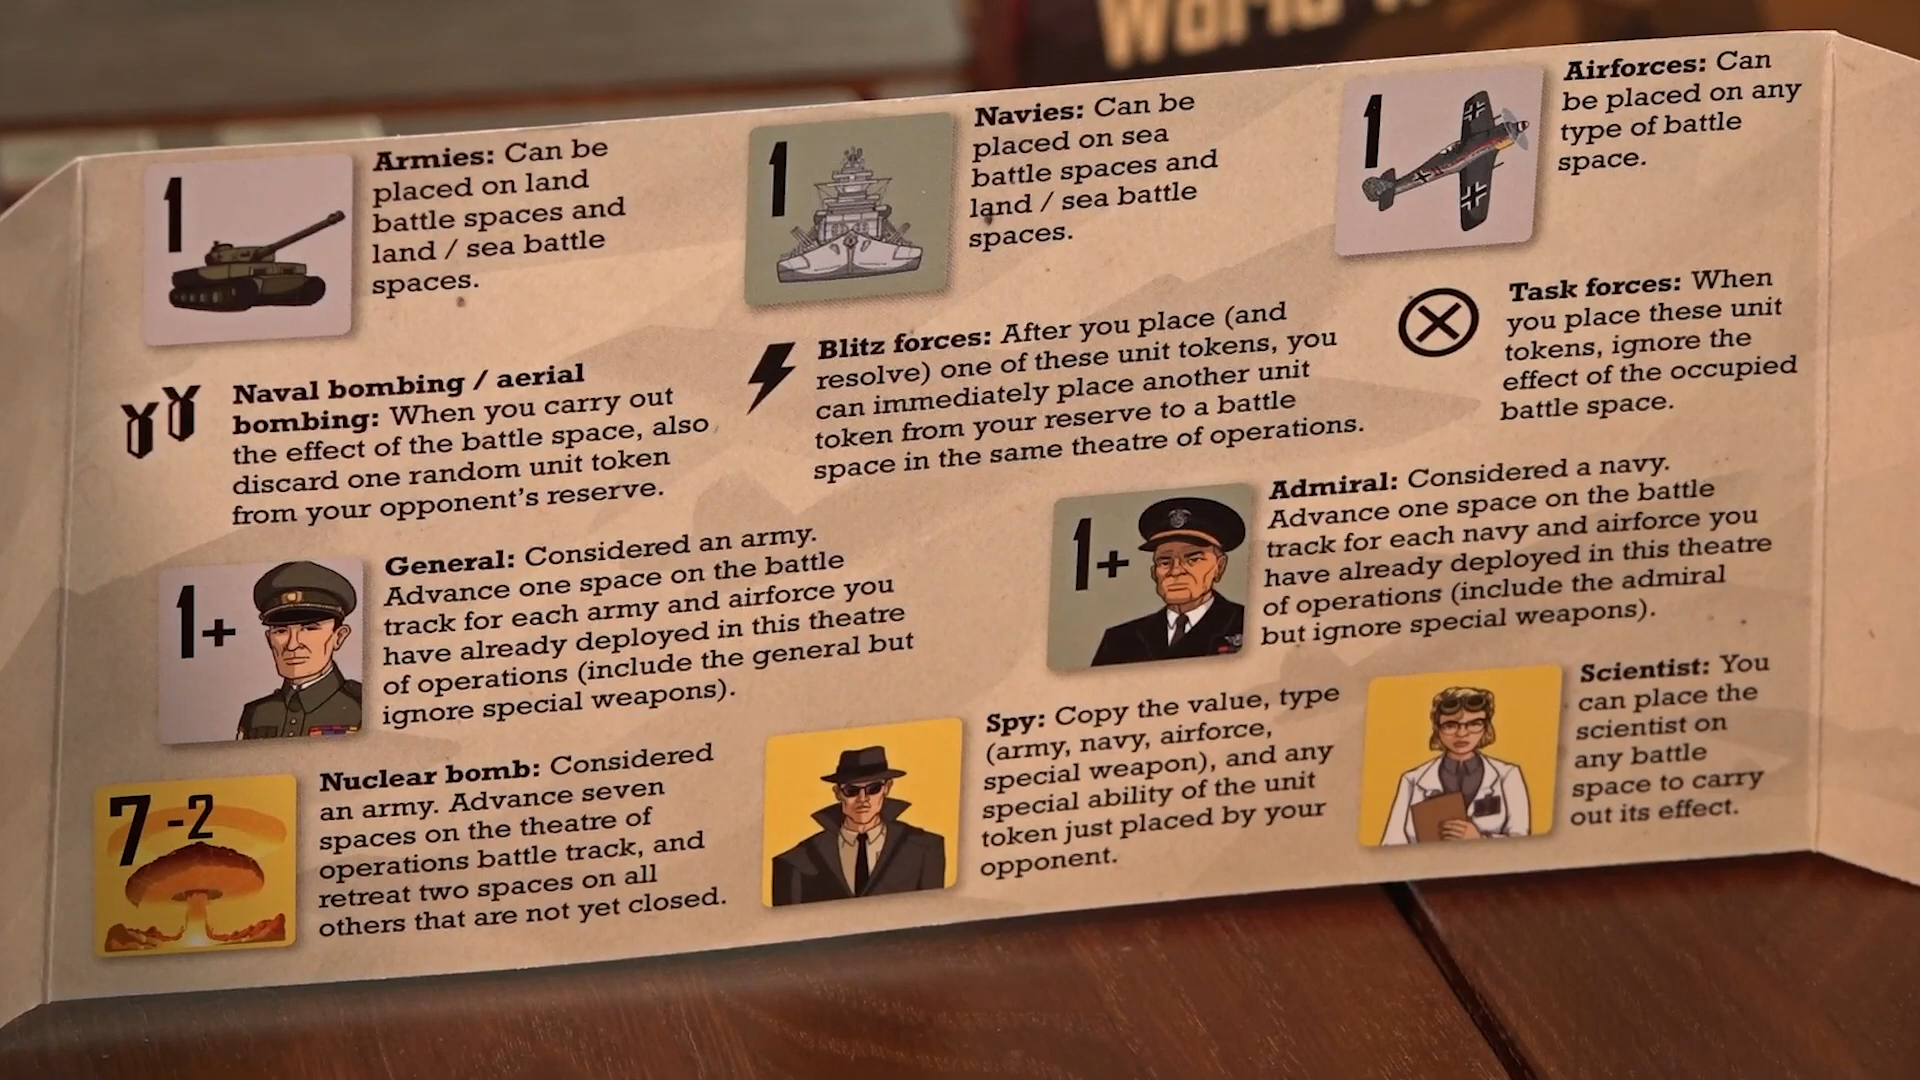 World
1
Armies: Can be
placed on land
battle spaces and
land / sea battle
spaces.
1
Navies: Can be
placed on sea
battle spaces and
land / sea battle
spaces.
1
Airforces: Can
be placed on any
type of battle
space.
Naval bombing / aerial
bombing: When you carry out
the effect of the battle space, also
discard one random unit token
from your opponent's reserve.
Blitz forces: After you place (and
resolve) one of these unit tokens, you
can immediately place another unit
token from your reserve to a battle
space in the same theatre of operations.
Task forces: When
you place these unit
tokens, ignore the
effect of the occupied
battle space.
1+
General: Considered an army.
Advance one space on the battle
track for each army and airforce you
have already deployed in this theatre
of operations (include the general but
ignore special weapons).
1+
Admiral: Considered a navy.
Advance one space on the battle
track for each navy and airforce you
have already deployed in this theatre
of operations (include the admiral
but ignore special weapons).
7 -2
Nuclear bomb: Considered
an army. Advance seven
spaces on the theatre of
operations battle track, and
retreat two spaces on all
others that are not yet closed.
Spy: Copy the value, type
(army, navy, airforce,
special weapon), and any
special ability of the unit
token just placed by your
opponent.
Scientist: You
can place the
scientist on
any battle
space to carry
out its effect.